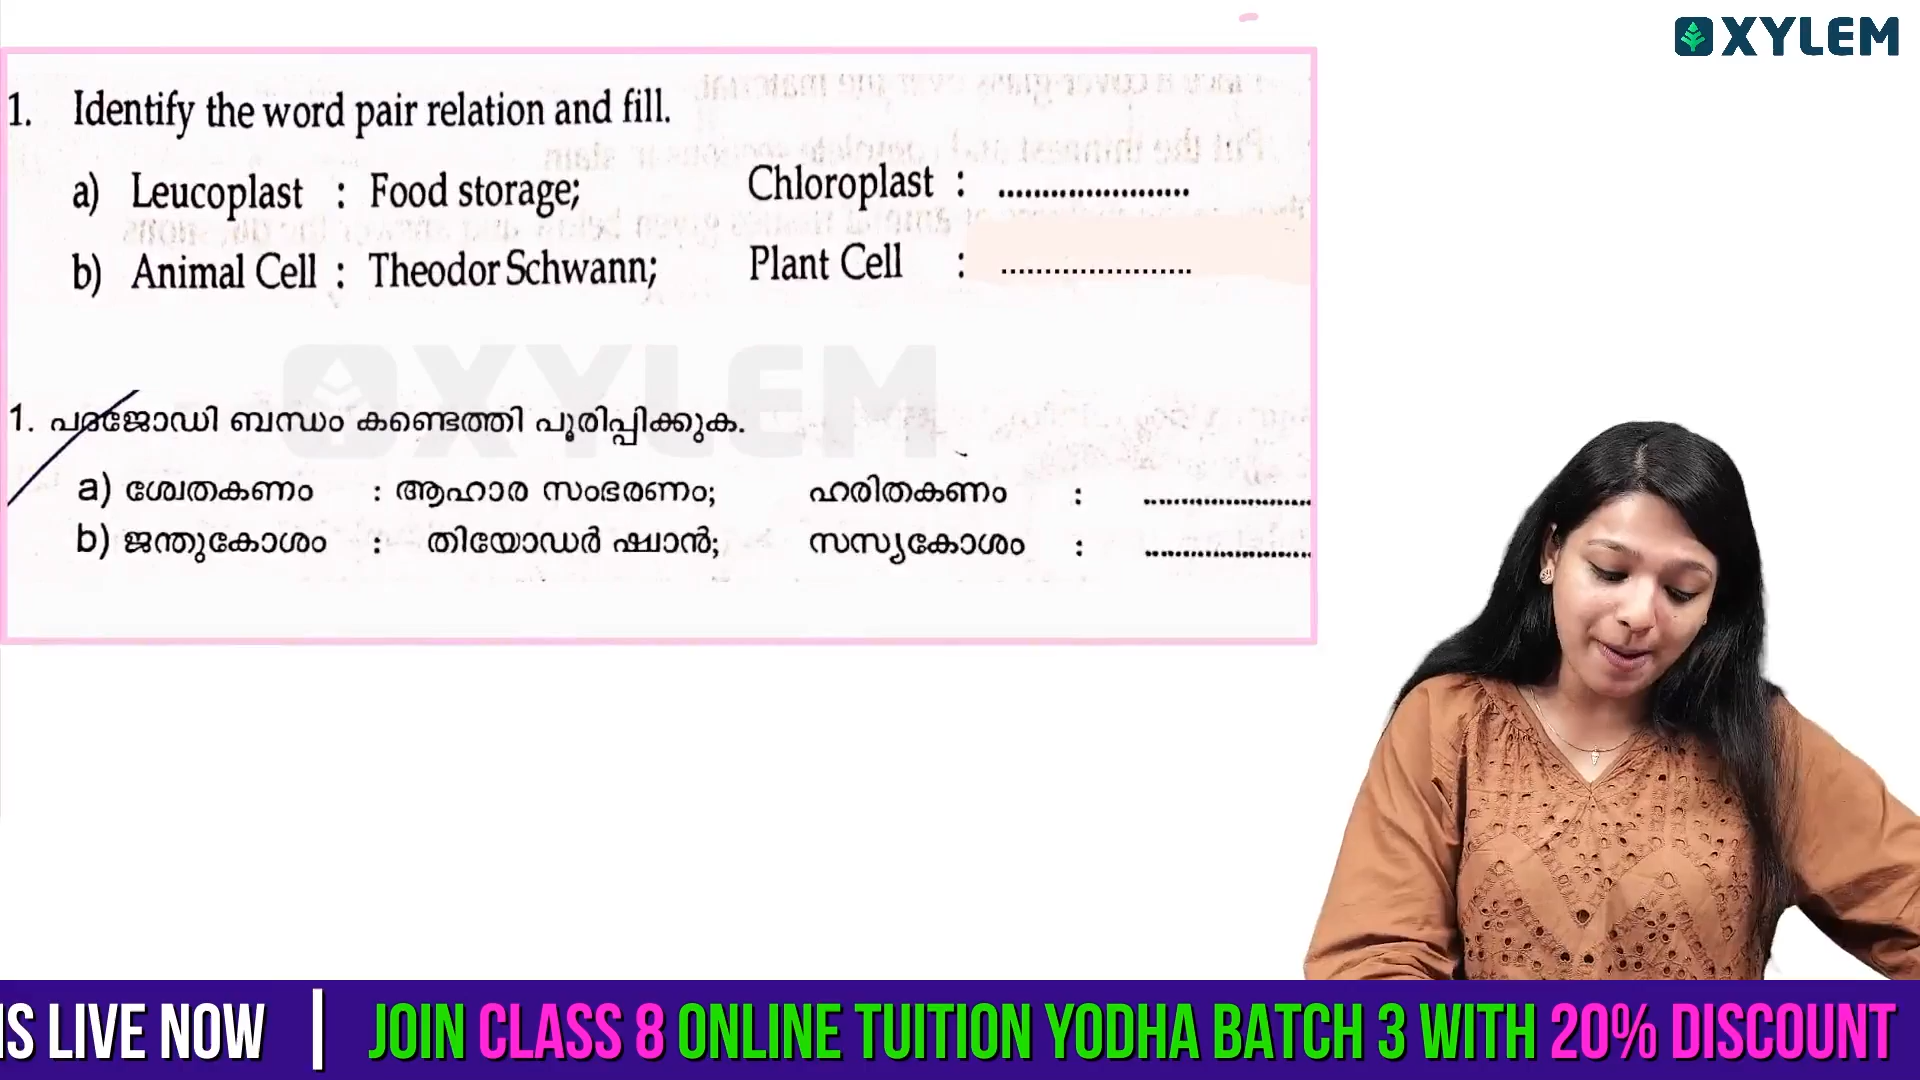 XYLEM
1. Identify the word pair relation and fill.
a) Leucoplast : Food storage; Chloroplast : ......................
b) Animal Cell : Theodor Schwann; Plant Cell : ......................
XYLEM
1. പദജോഡി ബന്ധം കണ്ടെത്തി പൂരിപ്പിക്കുക.
a) ശ്വേതകണം : ആഹാര സംഭരണം; ഹരിതകണം : ......................
b) ജന്തുകോശം : തിയോഡർ ഷ്വാൻ; സസ്യകോശം : ......................
IS LIVE NOW | JOIN CLASS 8 ONLINE TUITION YODHA BATCH 3 WITH 20% DISCOUNT